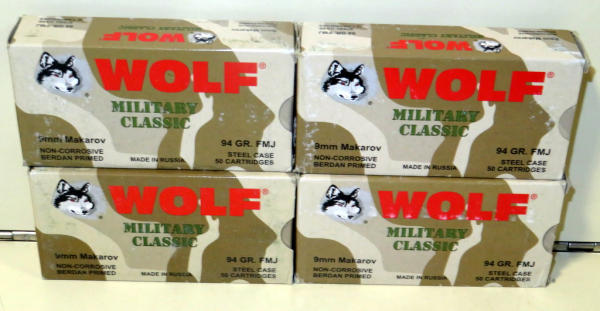 WOLF®
MILITARY
CLASSIC
9mm Makarov
94 GR. FMJ
NON-CORROSIVE
BERDAN PRIMED
MADE IN RUSSIA
STEEL CASE
50 CARTRIDGES
WOLF®
MILITARY
CLASSIC
9mm Makarov
94 GR. FMJ
NON-CORROSIVE
BERDAN PRIMED
MADE IN RUSSIA
STEEL CASE
50 CARTRIDGES
WOLF®
MILITARY
CLASSIC
9mm Makarov
94 GR. FMJ
NON-CORROSIVE
BERDAN PRIMED
MADE IN RUSSIA
STEEL CASE
50 CARTRIDGES
WOLF®
MILITARY
CLASSIC
9mm Makarov
94 GR. FMJ
NON-CORROSIVE
BERDAN PRIMED
MADE IN RUSSIA
STEEL CASE
50 CARTRIDGES